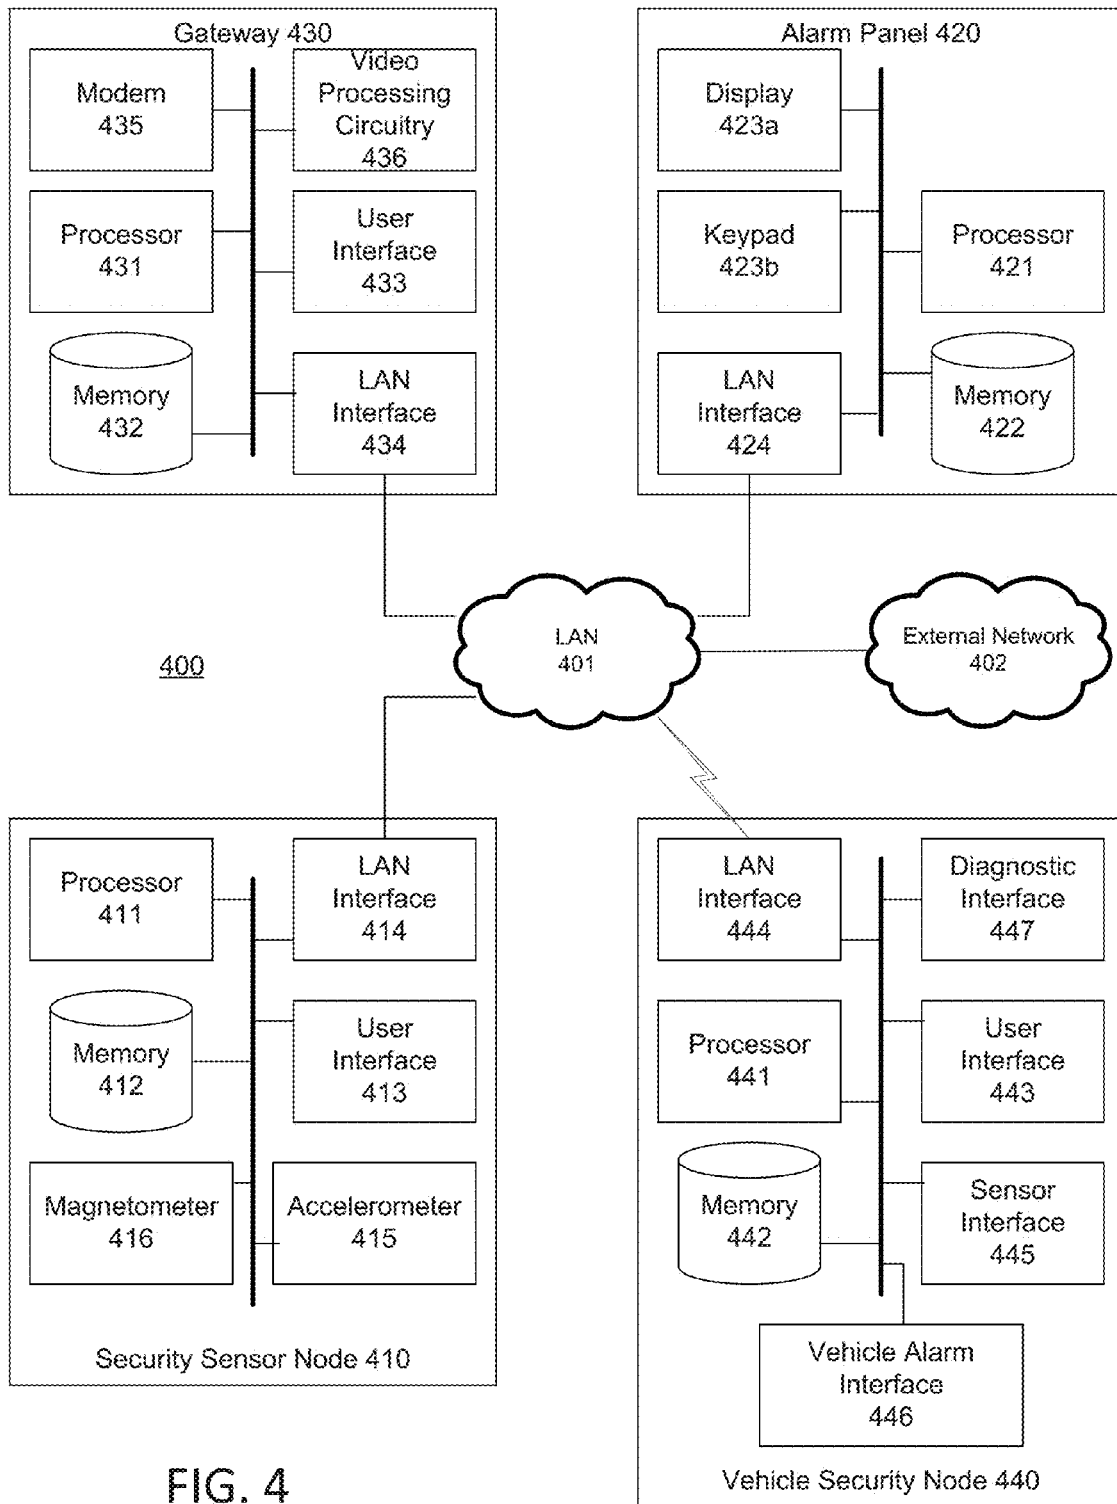 Gateway 430
Modem
435
Video
Processing
Circuitry
436
Processor
431
User
Interface
433
Memory
432
LAN
Interface
434
Alarm Panel 420
Display
423a
Keypad
423b
Processor
421
LAN
Interface
424
Memory
422
LAN
401
External Network
402
400
Processor
411
LAN
Interface
414
Memory
412
User
Interface
413
Magnetometer
416
Accelerometer
415
Security Sensor Node 410
LAN
Interface
444
Diagnostic
Interface
447
Processor
441
User
Interface
443
Memory
442
Sensor
Interface
445
Vehicle Alarm
Interface
446
Vehicle Security Node 440
FIG. 4